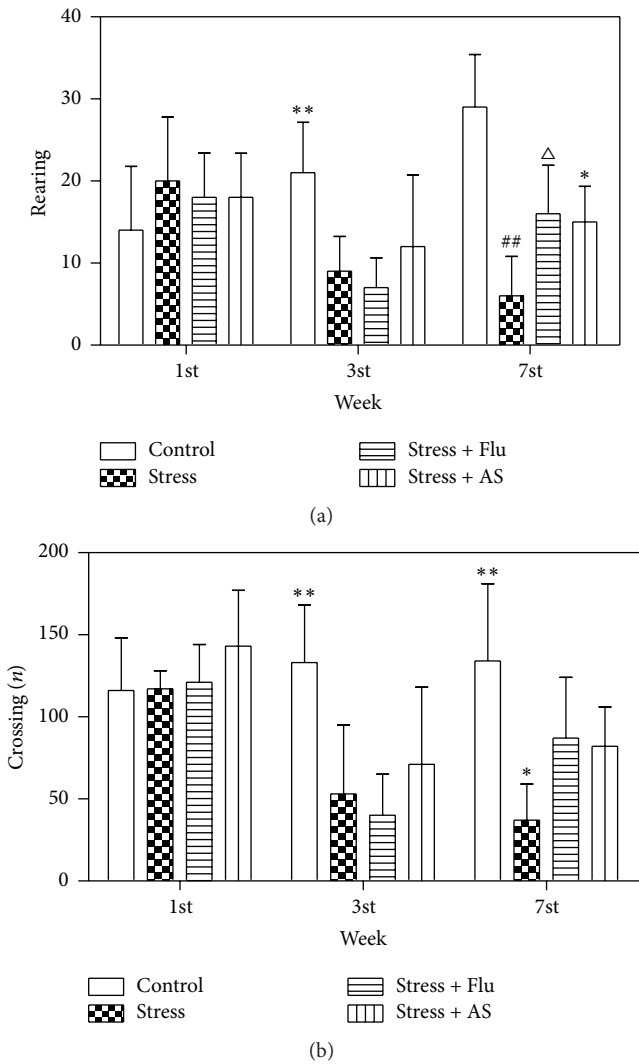 40
30
20
10
0
Rearing
**
##
△
*
1st 3st 7st
Week
Control Stress + Flu
Stress Stress + AS
(a)
200
150
100
50
0
Crossing (n)
**
**
*
1st 3st 7st
Week
Control Stress + Flu
Stress Stress + AS
(b)